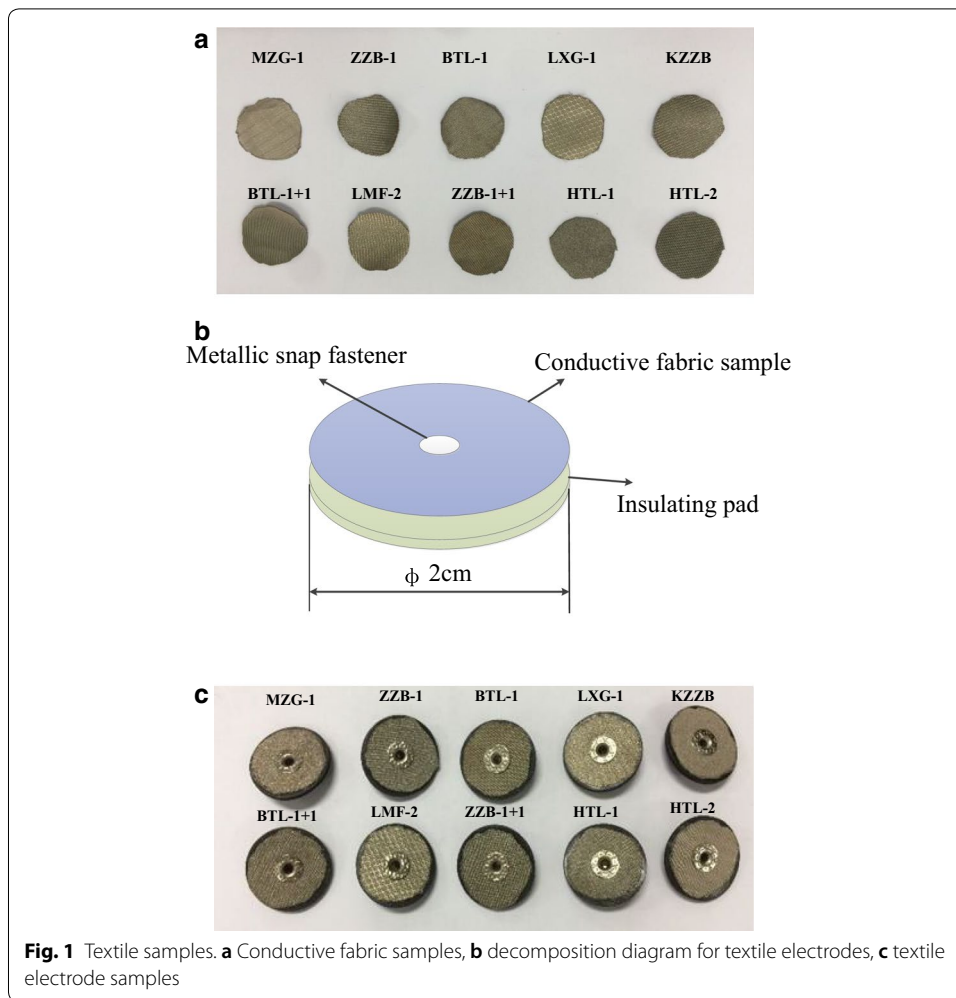 a
MZG-1 ZZB-1 BTL-1 LXG-1 KZZB
BTL-1+1 LMF-2 ZZB-1+1 HTL-1 HTL-2
b
Metallic snap fastener
Conductive fabric sample
Insulating pad
ϕ 2cm
c
MZG-1 ZZB-1 BTL-1 LXG-1 KZZB
BTL-1+1 LMF-2 ZZB-1+1 HTL-1 HTL-2
Fig. 1 Textile samples. a Conductive fabric samples, b decomposition diagram for textile electrodes, c textile
electrode samples